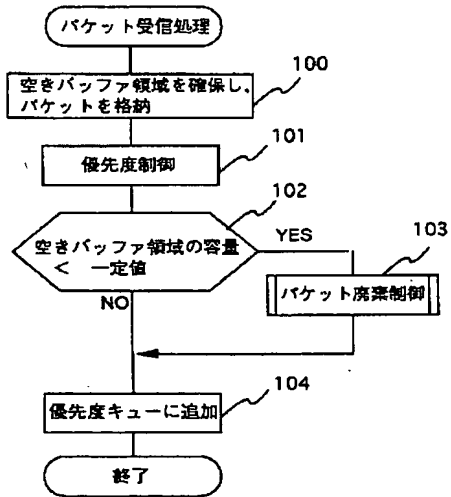 パケット受信処理
100
空きバッファ領域を確保し、
パケットを格納
101
優先度制御
102
空きバッファ領域の容量
< 一定値
YES
103
パケット廃棄制御
NO
104
優先度キューに追加
終了